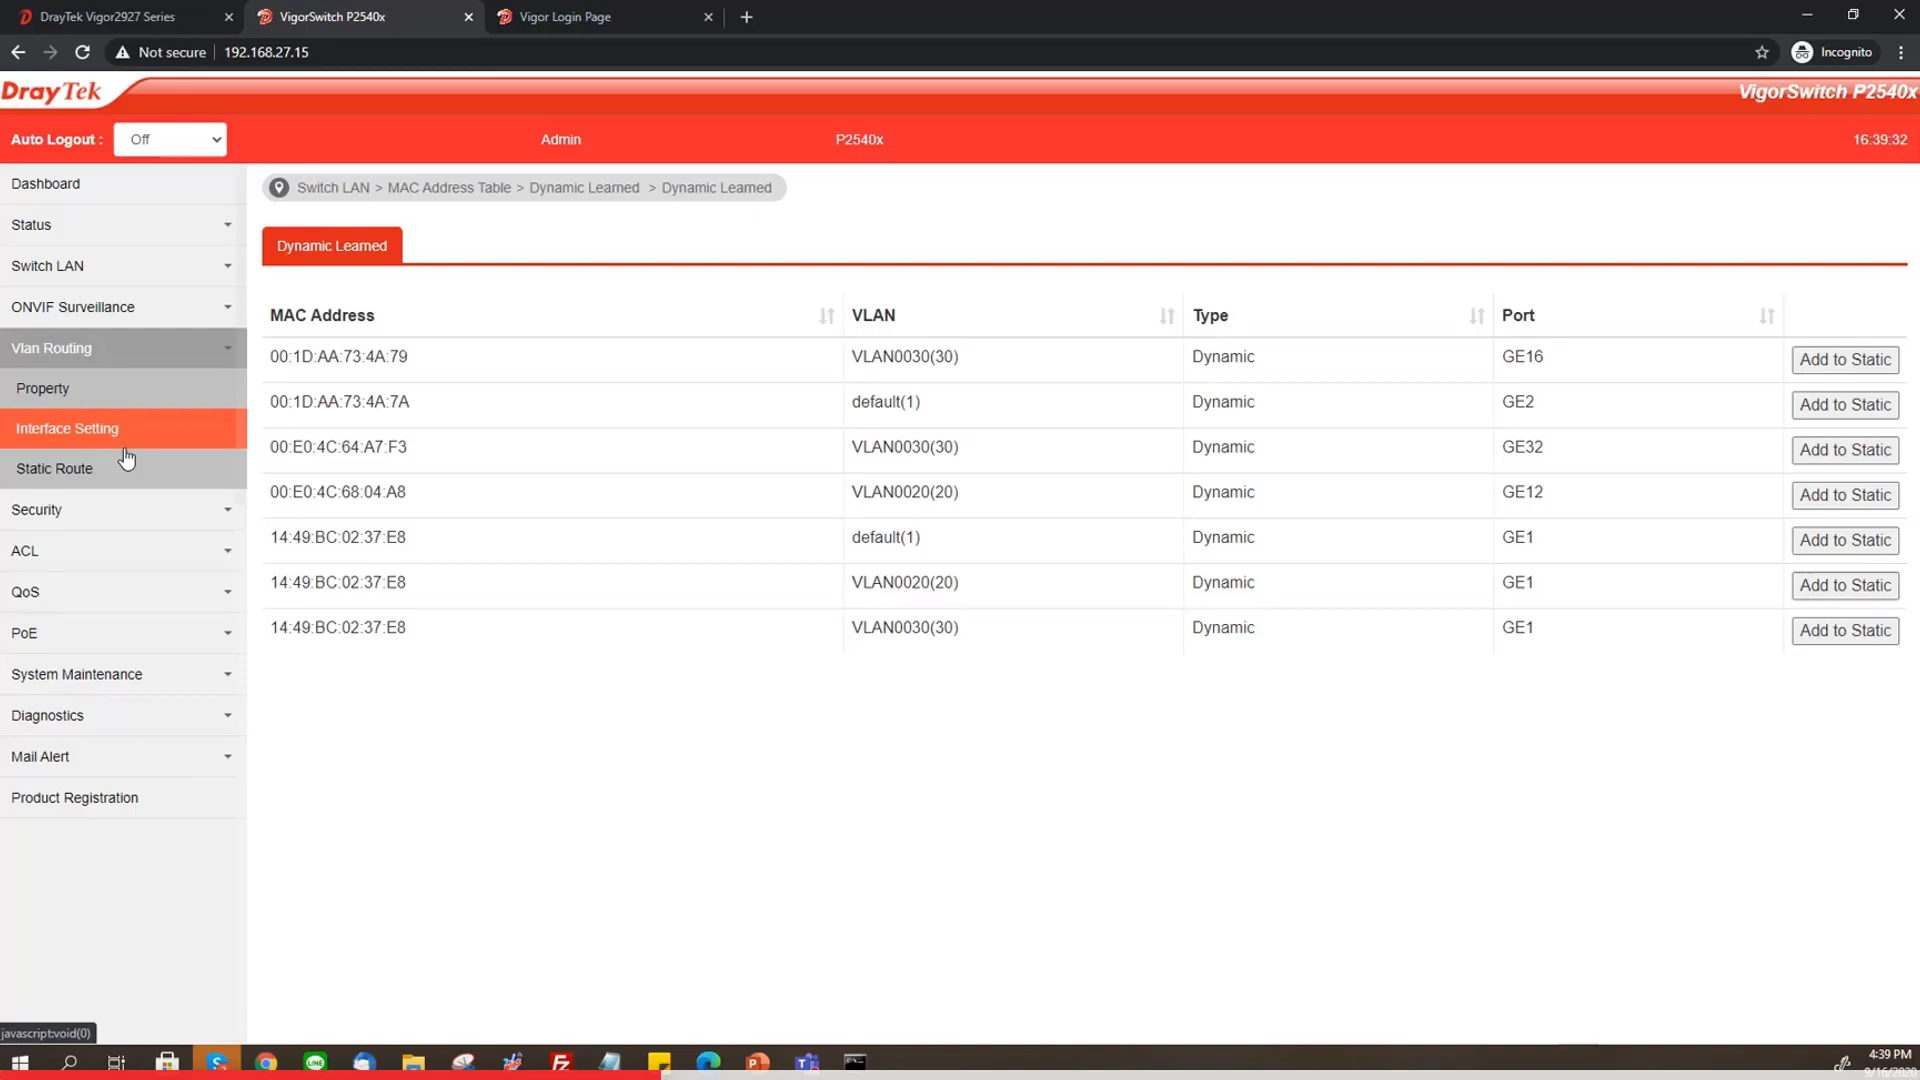 DrayTek Vigor2927 Series
VigorSwitch P2540x
Vigor Login Page
Not secure
192.168.27.15
Incognito
DrayTek
VigorSwitch P2540x
Auto Logout :
Off
Admin
P2540x
16:39:32
Dashboard
Status
Switch LAN
ONVIF Surveillance
Vlan Routing
Property
Interface Setting
Static Route
Security
ACL
QoS
PoE
System Maintenance
Diagnostics
Mail Alert
Product Registration
Switch LAN > MAC Address Table > Dynamic Learned > Dynamic Learned
Dynamic Learned
MAC Address VLAN Type Port
00:1D:AA:73:4A:79 VLAN0030(30) Dynamic GE16 Add to Static
00:1D:AA:73:4A:7A default(1) Dynamic GE2 Add to Static
00:E0:4C:64:A7:F3 VLAN0030(30) Dynamic GE32 Add to Static
00:E0:4C:68:04:A8 VLAN0020(20) Dynamic GE12 Add to Static
14:49:BC:02:37:E8 default(1) Dynamic GE1 Add to Static
14:49:BC:02:37:E8 VLAN0020(20) Dynamic GE1 Add to Static
14:49:BC:02:37:E8 VLAN0030(30) Dynamic GE1 Add to Static
javascript:void(0)
4:39 PM
9/16/2020